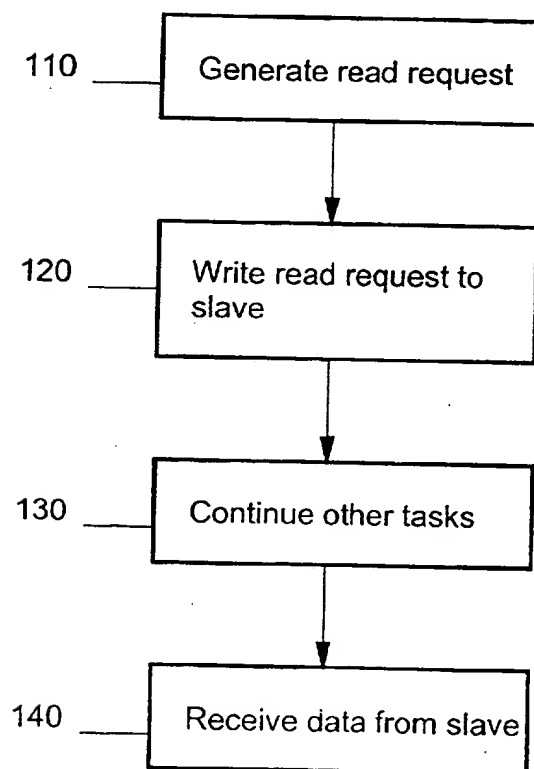 110
Generate read request
120
Write read request to
slave
130
Continue other tasks
140
Receive data from slave